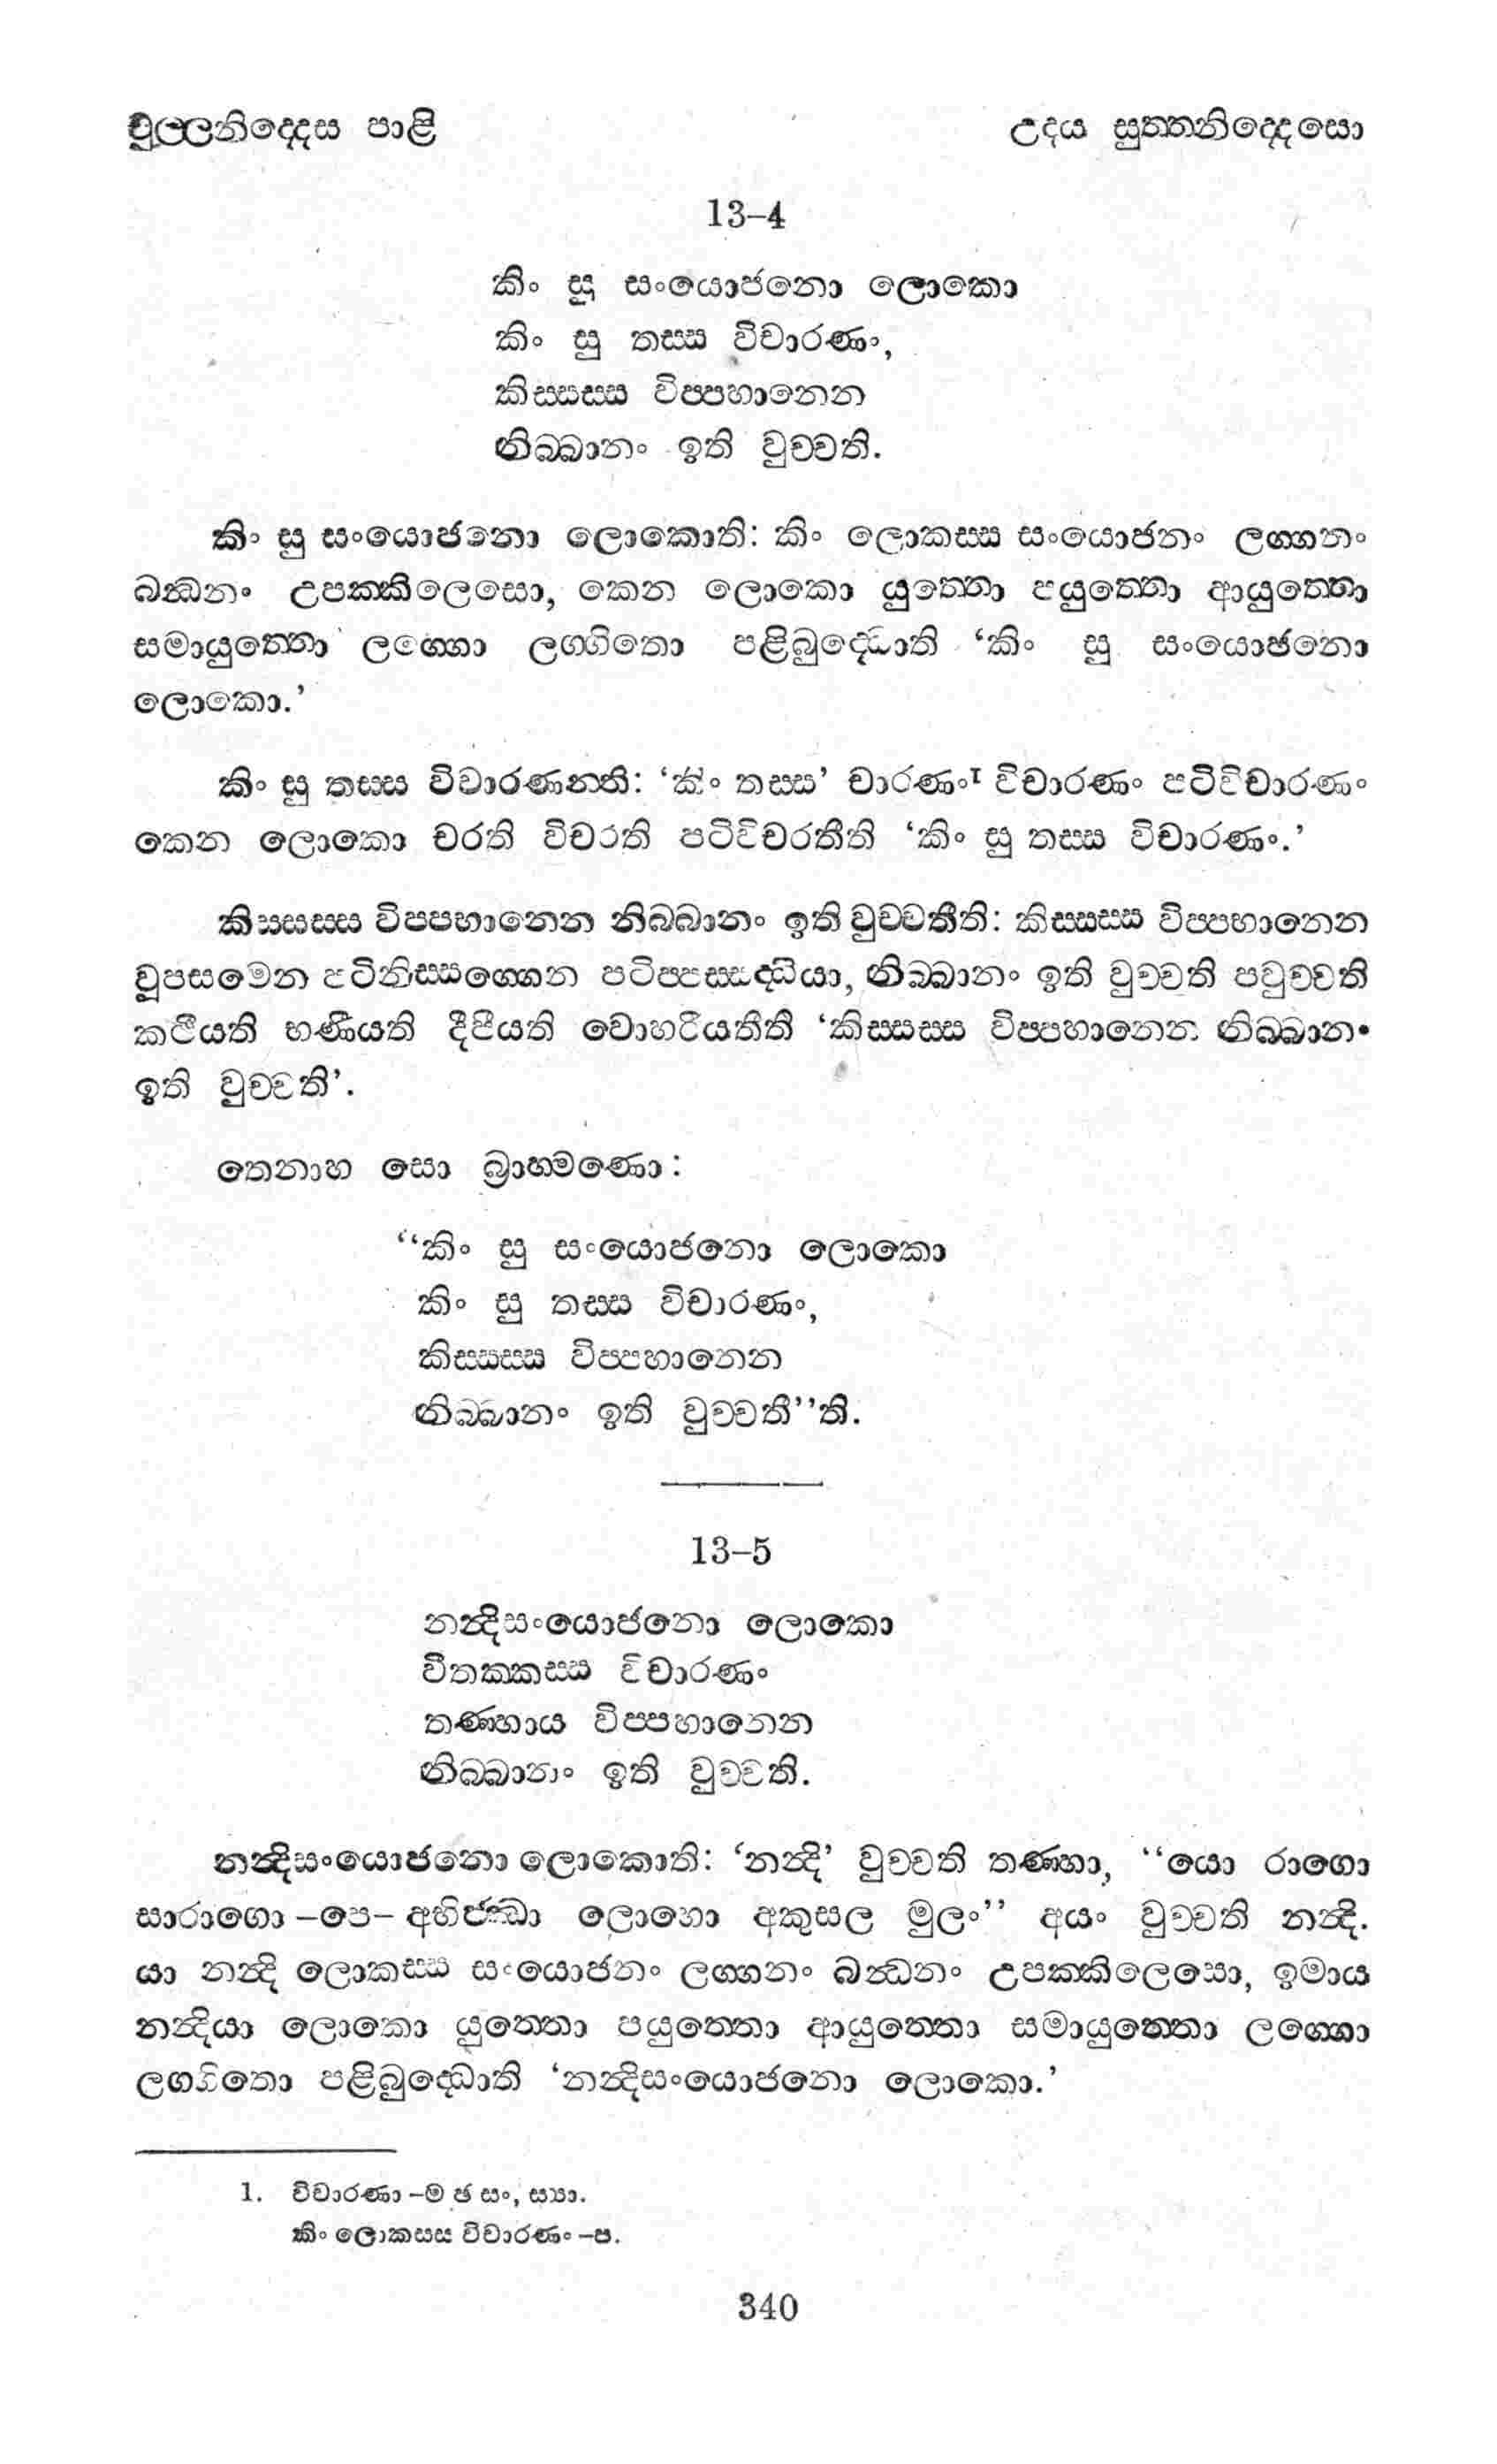 චුල්ලනිද්දෙස පාළි
උදය සුත්තනිද්දෙසො
13–4
කිං සු සංයොජනො ලොකො
කිං සු තස්ස විචාරණං,
කිස්සස්ස විප්පහානෙන
නිබ්බානං ඉති වුච්චති.
කිං සු සංයොජනො ලොකොති: කිං ලොකස්ස සංයොජනං ලග්ගනං
බන්ධනං උපක්කිලෙසො, කෙන ලොකො යුත්තො පයුත්තො ආයුත්තො
සමායුත්තො ලග්ගො ලග්ගිතො පළිබුද්ධොති ‘කිං සු සංයොජනො
ලොකො.’
කිං සු තස්ස විචාරණන්ති: ‘කිං තස්ස’ චාරණං1 විචාරණං පටිවිචාරණං
කෙන ලොකො චරති විචරති පටිවිචරතීති ‘කිං සු තස්ස විචාරණං.’
කිස්සස්ස විප්පහානෙන නිබ්බානං ඉති වුච්චතීති: කිස්සස්ස විප්පහානෙන
වූපසමෙන පටිනිස්සග්ගෙන පටිප්පස්සද්ධියා, නිබ්බානං ඉති වුච්චති පවුච්චති
කථීයති භණීයති දීපීයති වොහරීයතීති ‘කිස්සස්ස විප්පහානෙන නිබ්බානං
ඉති වුච්චති’.
තෙනාහ සො බ්‍රාහ්මණො:
“කිං සු සංයොජනො ලොකො
කිං සු තස්ස විචාරණං,
කිස්සස්ස විප්පහානෙන
නිබ්බානං ඉති වුච්චතී”ති.
13–5
නන්දිසංයොජනො ලොකො
විතක්කස්ස විචාරණං
තණ්හාය විප්පහානෙන
නිබ්බානං ඉති වුච්චති.
නන්දිසංයොජනො ලොකොති: ‘නන්දි’ වුච්චති තණ්හා, “යො රාගො
සාරාගො –පෙ– අභිජ්ඣා ලොභො අකුසල මූලං” අයං වුච්චති නන්දි.
යා නන්දි ලොකස්ස සංයොජනං ලග්ගනං බන්ධනං උපක්කිලෙසො, ඉමාය
නන්දියා ලොකො යුත්තො පයුත්තො ආයුත්තො සමායුත්තො ලග්ගො
ලග්ගිතො පළිබුද්ධොති ‘නන්දිසංයොජනො ලොකො.’
1. විචාරණා –ම ඡ සං, ස්‍යා.
කිං ලොකස්ස විචාරණං –ප.
340